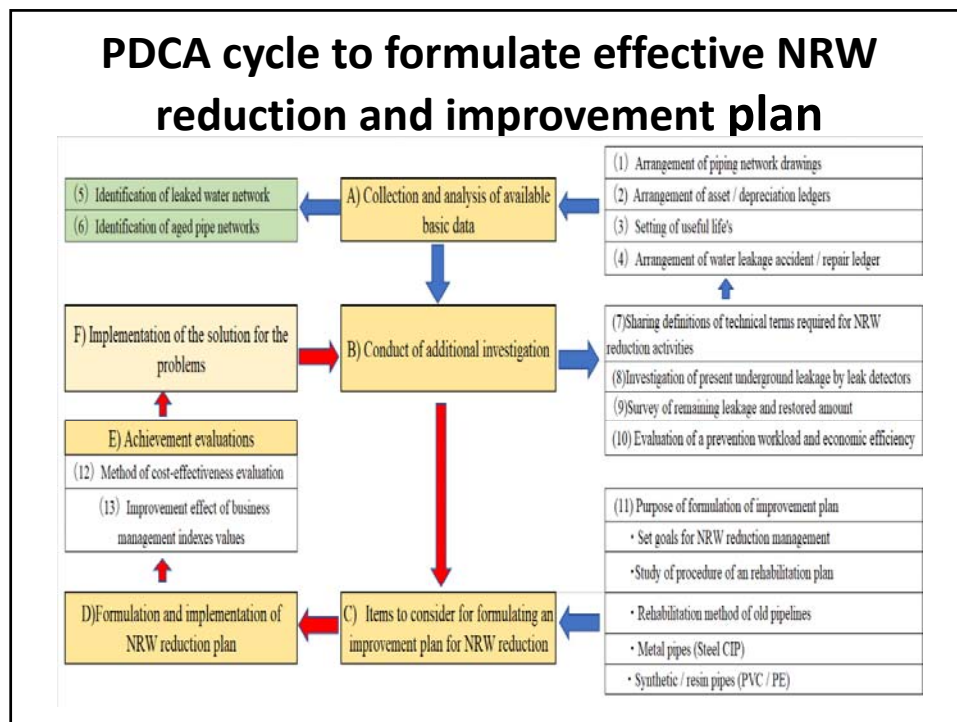 PDCA cycle to formulate effective NRW
reduction and improvement plan
(5) Identification of leaked water network
(6) Identification of aged pipe networks
A) Collection and analysis of available
basic data
(1) Arrangement of piping network drawings
(2) Arrangement of asset / depreciation ledgers
(3) Setting of useful life's
(4) Arrangement of water leakage accident / repair ledger
F) Implementation of the solution for the
problems
B) Conduct of additional investigation
(7)Sharing definitions of technical terms required for NRW
reduction activities
(8)Investigation of present underground leakage by leak detectors
(9)Survey of remaining leakage and restored amount
(10) Evaluation of a prevention workload and economic efficiency
E) Achievement evaluations
(12) Method of cost-effectiveness evaluation
(13) Improvement effect of business
management indexes values
(11) Purpose of formulation of improvement plan
・Set goals for NRW reduction management
・Study of procedure of an rehabilitation plan
・Rehabilitation method of old pipelines
・Metal pipes (Steel CIP)
・Synthetic / resin pipes (PVC / PE)
D)Formulation and implementation of
NRW reduction plan
C) Items to consider for formulating an
improvement plan for NRW reduction